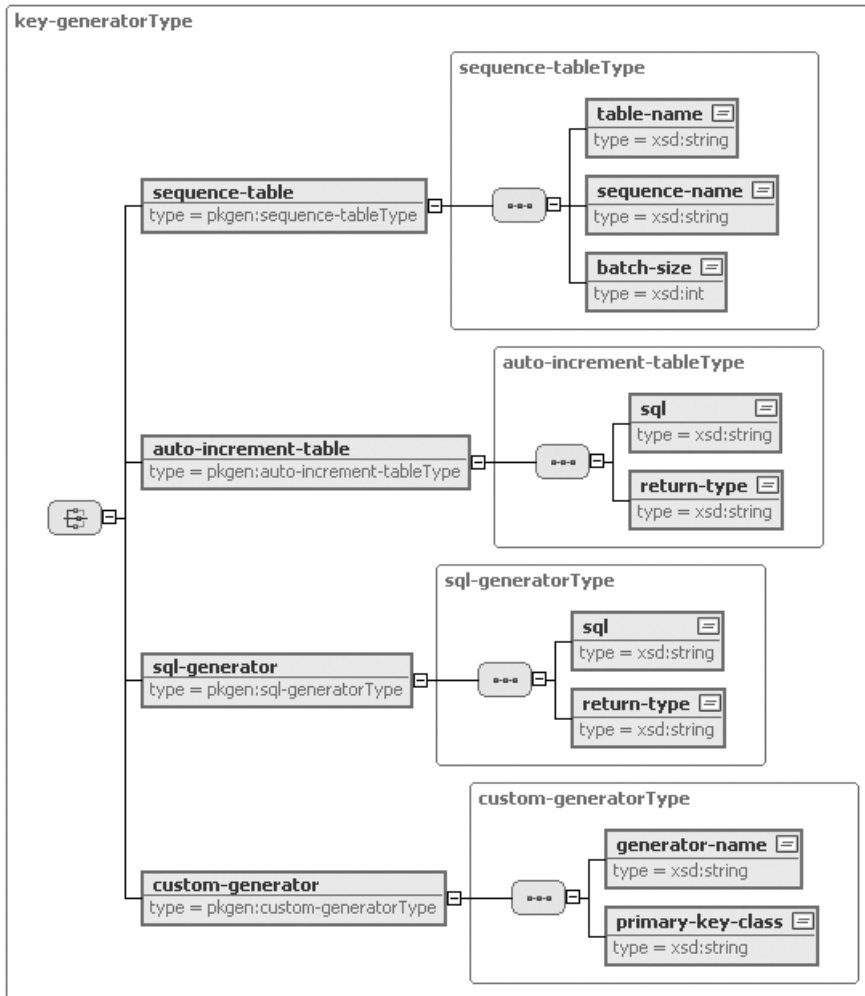 key-generatorType
sequence-tableType
table-name
type = xsd:string
sequence-table
type = pkgen:sequence-tableType
sequence-name
type = xsd:string
batch-size
type = xsd:int
auto-increment-tableType
sql
type = xsd:string
auto-increment-table
type = pkgen:auto-increment-tableType
return-type
type = xsd:string
sql-generatorType
sql
type = xsd:string
sql-generator
type = pkgen:sql-generatorType
return-type
type = xsd:string
custom-generatorType
generator-name
type = xsd:string
custom-generator
type = pkgen:custom-generatorType
primary-key-class
type = xsd:string